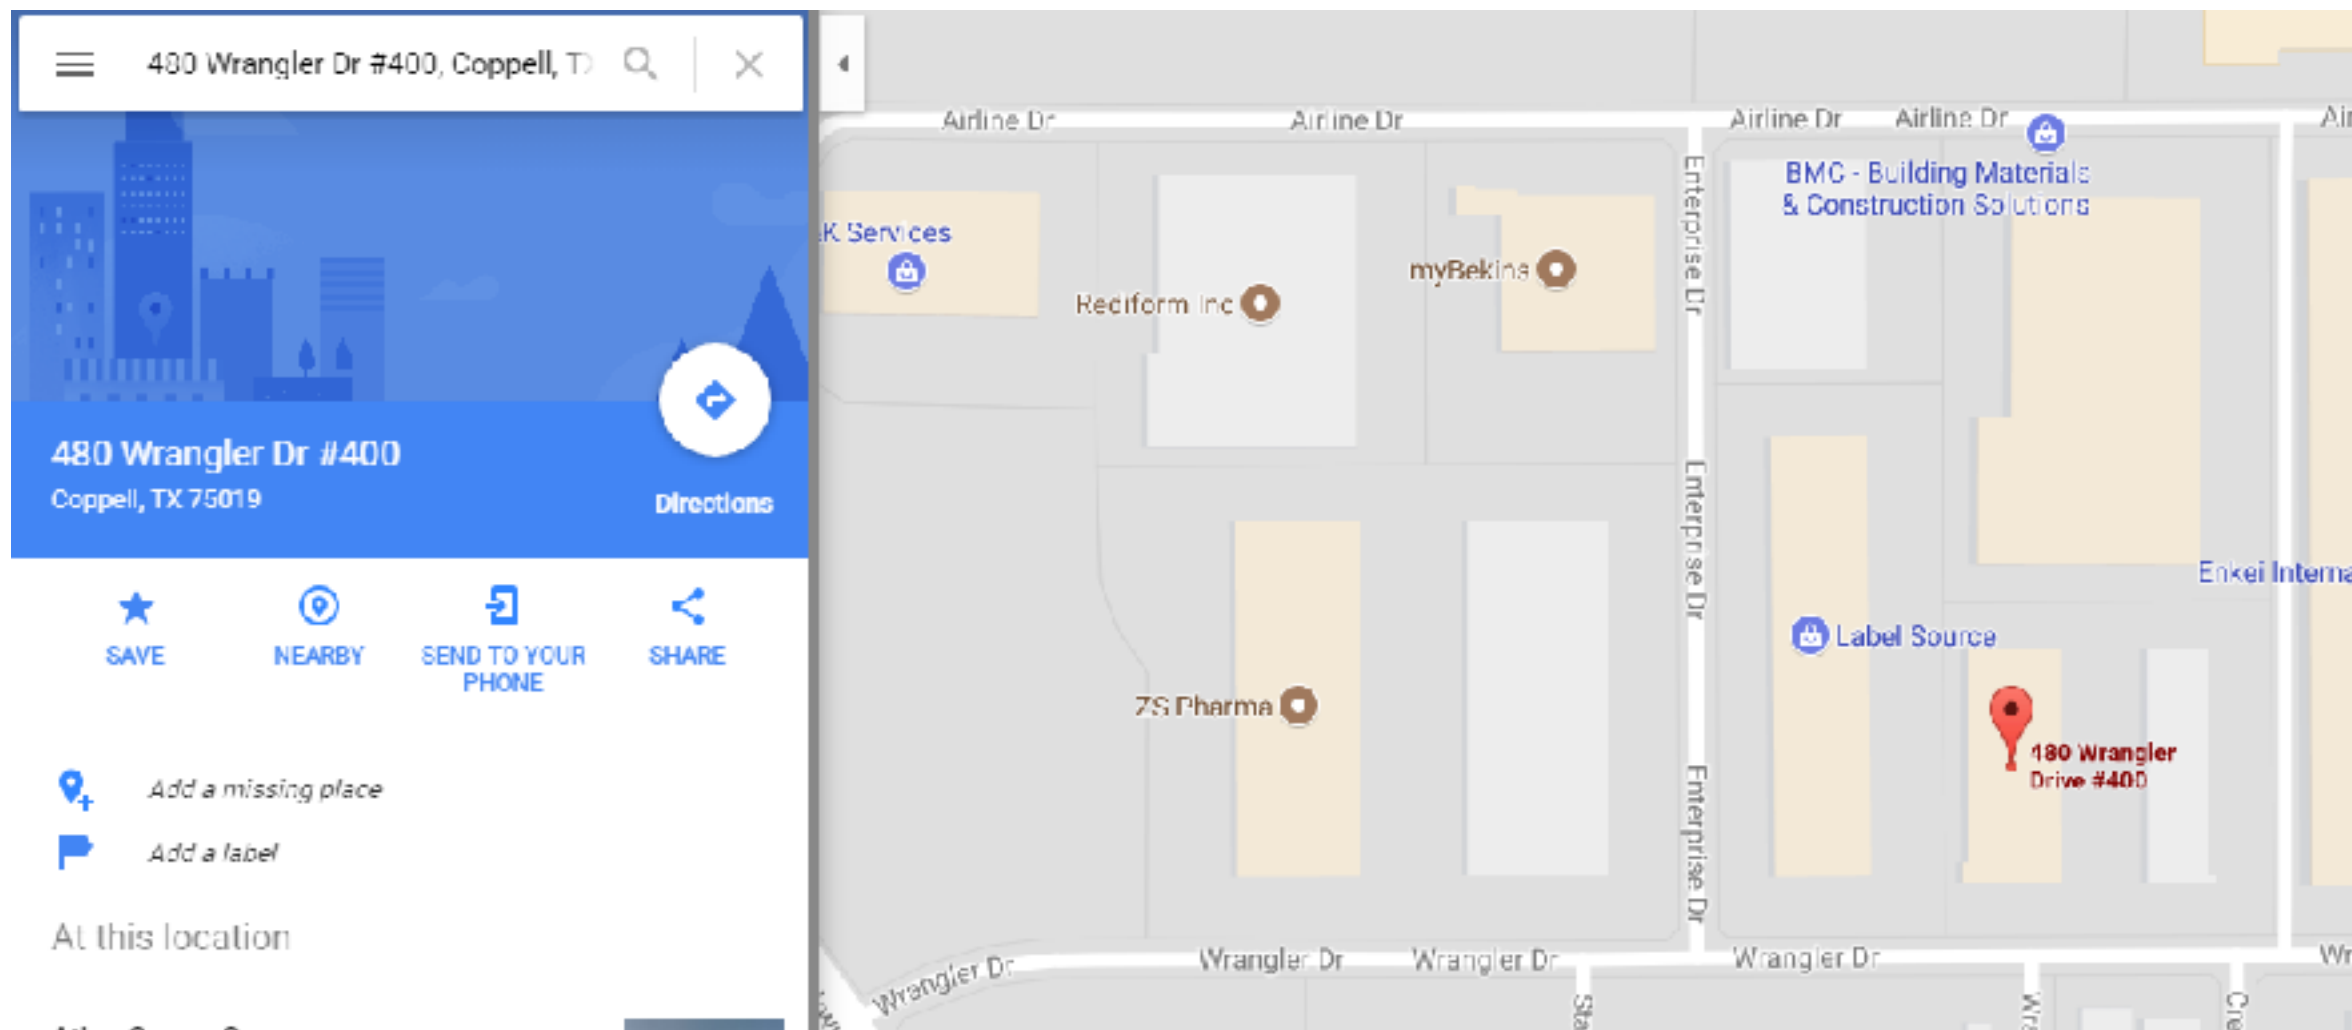 480 Wrangler Dr #400, Coppell,
480 Wrangler Dr #400
Coppell, TX 75019
Directions
SAVE
NEARBY
SEND TO YOUR
PHONE
SHARE
Add a missing place
Add a label
At this location
Airline Dr
Airline Dr
Airline Dr
Airline Dr
K Services
Rediform Inc
myBekins
Enterprise Dr
BMC - Building Materials
& Construction Solutions
Enterprise Dr
Enkei Interna
Label Source
ZS Pharma
480 Wrangler
Drive #400
Enterprise Dr
Wrangler Dr
Wrangler Dr
Wrangler Dr
Wrangler Dr